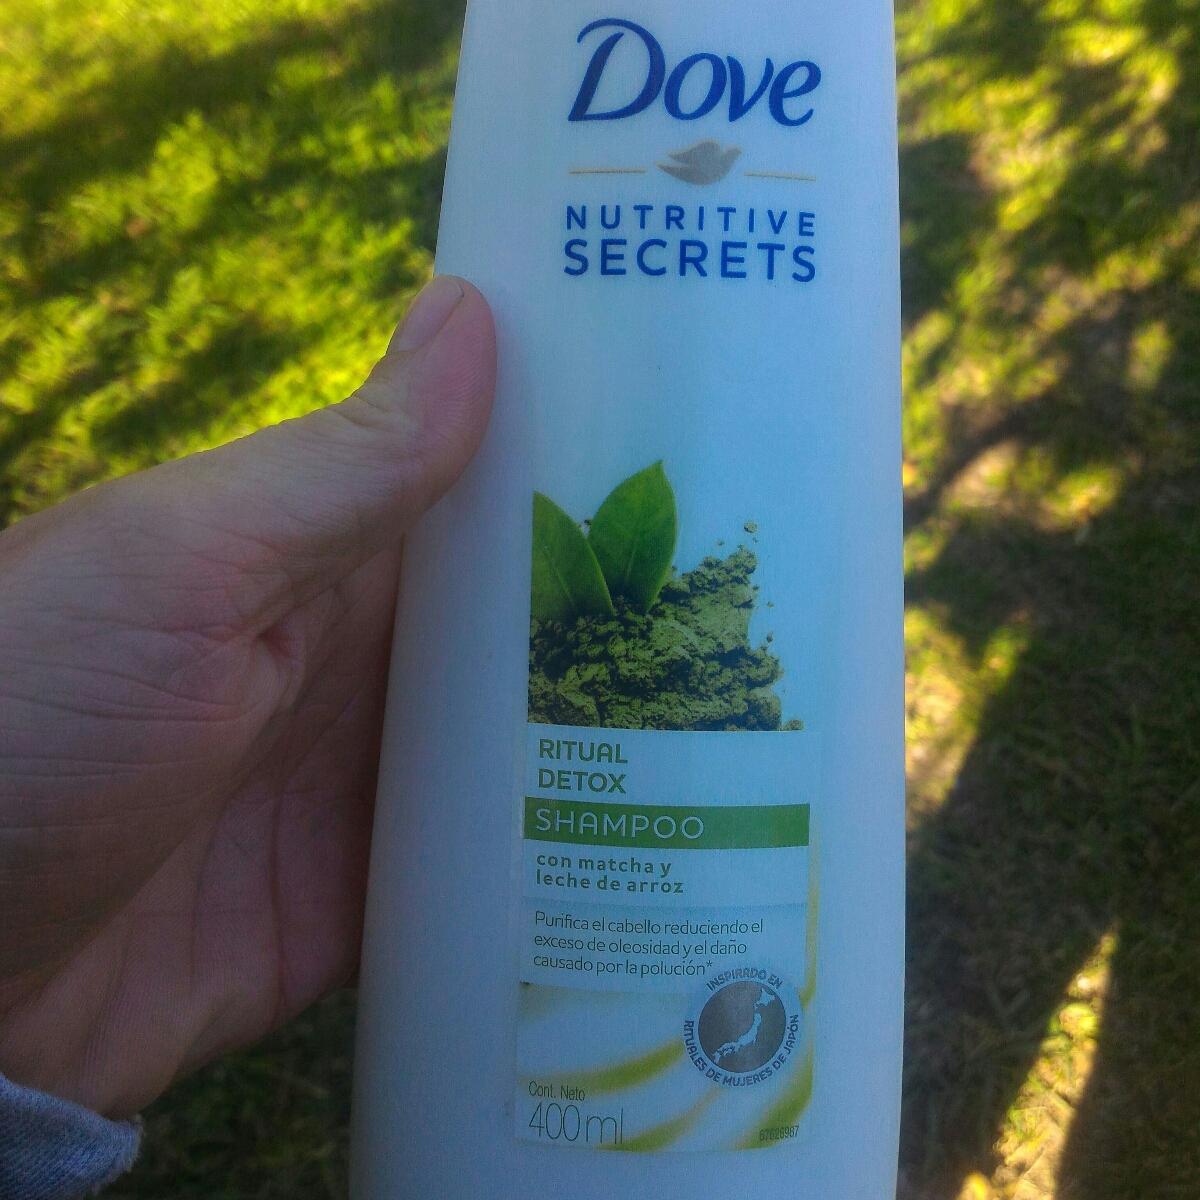 Dove
NUTRITIVE
SECRETS
RITUAL
DETOX
SHAMPOO
con matcha y
leche de arroz
Purifica el cabello reduciendo el
exceso de oleosidad y el daño
causado por la polución*
INSPIRADO EN
RITUALES DE MUJERES DE JAPÓN
Cont. Neto
400ml
67626987